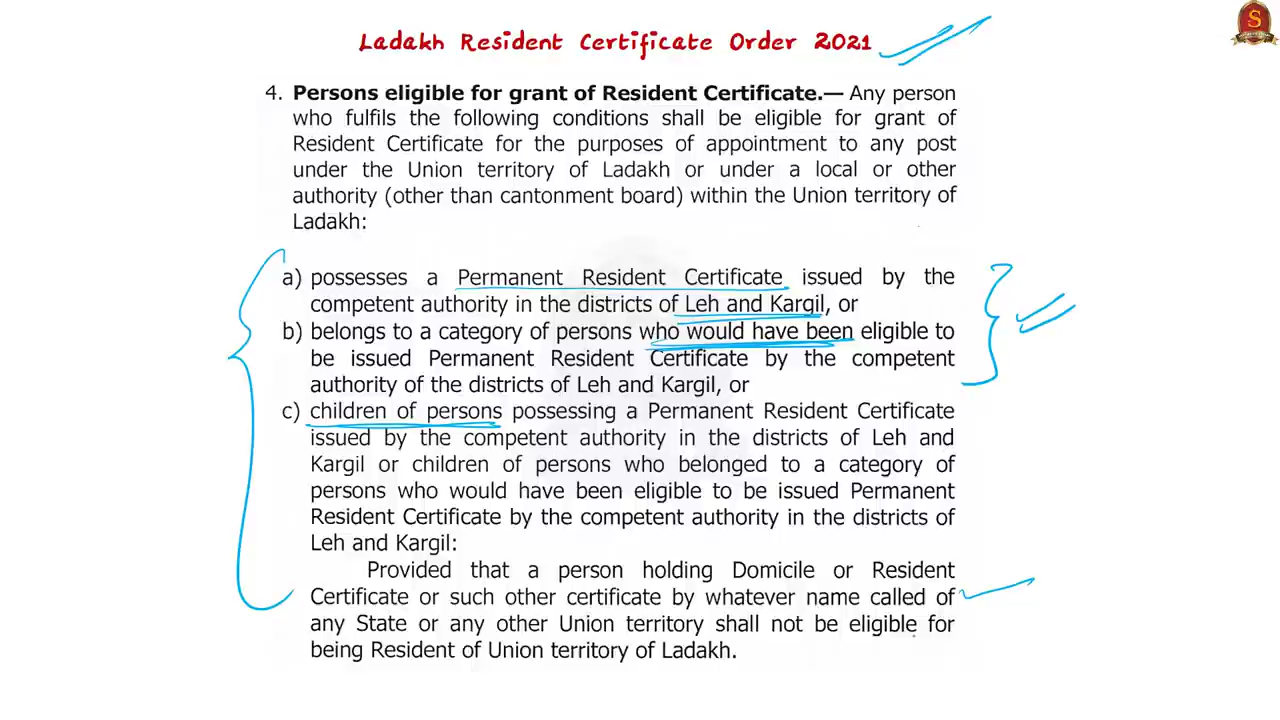 Ladakh Resident Certificate Order 2021
4. Persons eligible for grant of Resident Certificate.— Any person
who fulfils the following conditions shall be eligible for grant of
Resident Certificate for the purposes of appointment to any post
under the Union territory of Ladakh or under a local or other
authority (other than cantonment board) within the Union territory of
Ladakh:
a) possesses a Permanent Resident Certificate issued by the
competent authority in the districts of Leh and Kargil, or
b) belongs to a category of persons who would have been eligible to
be issued Permanent Resident Certificate by the competent
authority of the districts of Leh and Kargil, or
c) children of persons possessing a Permanent Resident Certificate
issued by the competent authority in the districts of Leh and
Kargil or children of persons who belonged to a category of
persons who would have been eligible to be issued Permanent
Resident Certificate by the competent authority in the districts of
Leh and Kargil:
Provided that a person holding Domicile or Resident
Certificate or such other certificate by whatever name called of
any State or any other Union territory shall not be eligible for
being Resident of Union territory of Ladakh.
S